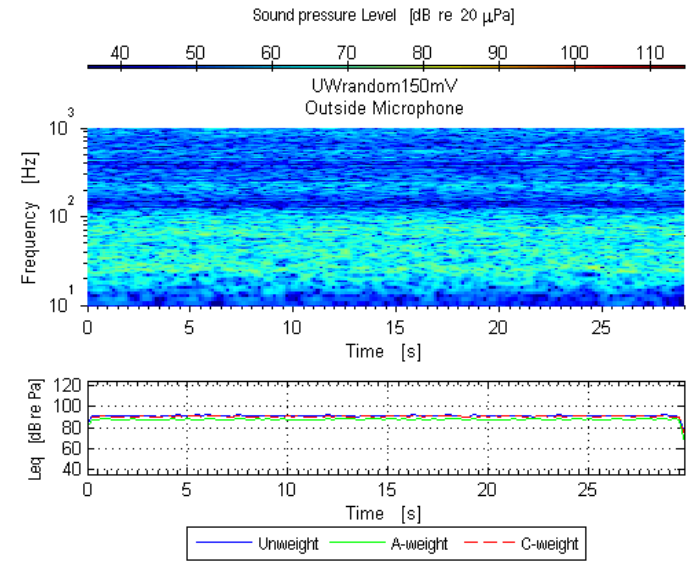 Sound pressure Level [dB re 20 μPa]
40 50 60 70 80 90 100 110
UWrandom150mV
Outside Microphone
10^3
10^2
10^1
Frequency [Hz]
0 5 10 15 20 25
Time [s]
120
100
80
60
40
Leq [dB re Pa]
0 5 10 15 20 25
Time [s]
Unweight A-weight C-weight